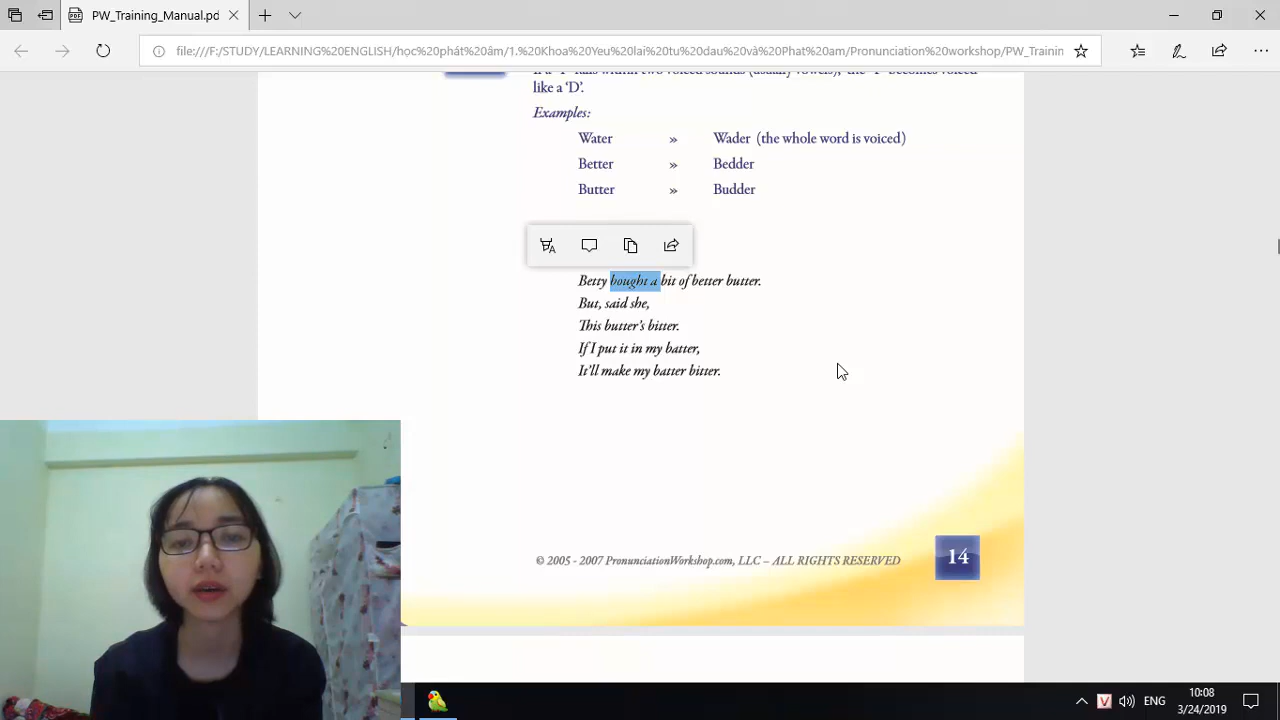 file:///F:/STUDY/LEARNING%20ENGLISH/học%20phát%20âm/1.%20Khoa%20Yeu%20lai%20tu%20dau%20và%20Phat%20am/Pronunciation%20workshop/PW_Trainin
like a ‘D’.
Examples:
Water » Wader (the whole word is voiced)
Better » Bedder
Butter » Budder
Betty bought a bit of better butter.
But, said she,
This butter’s bitter.
If I put it in my batter,
It’ll make my batter bitter.
© 2005 - 2007 PronunciationWorkshop.com, LLC – ALL RIGHTS RESERVED
14
V ENG
10:08
3/24/2019